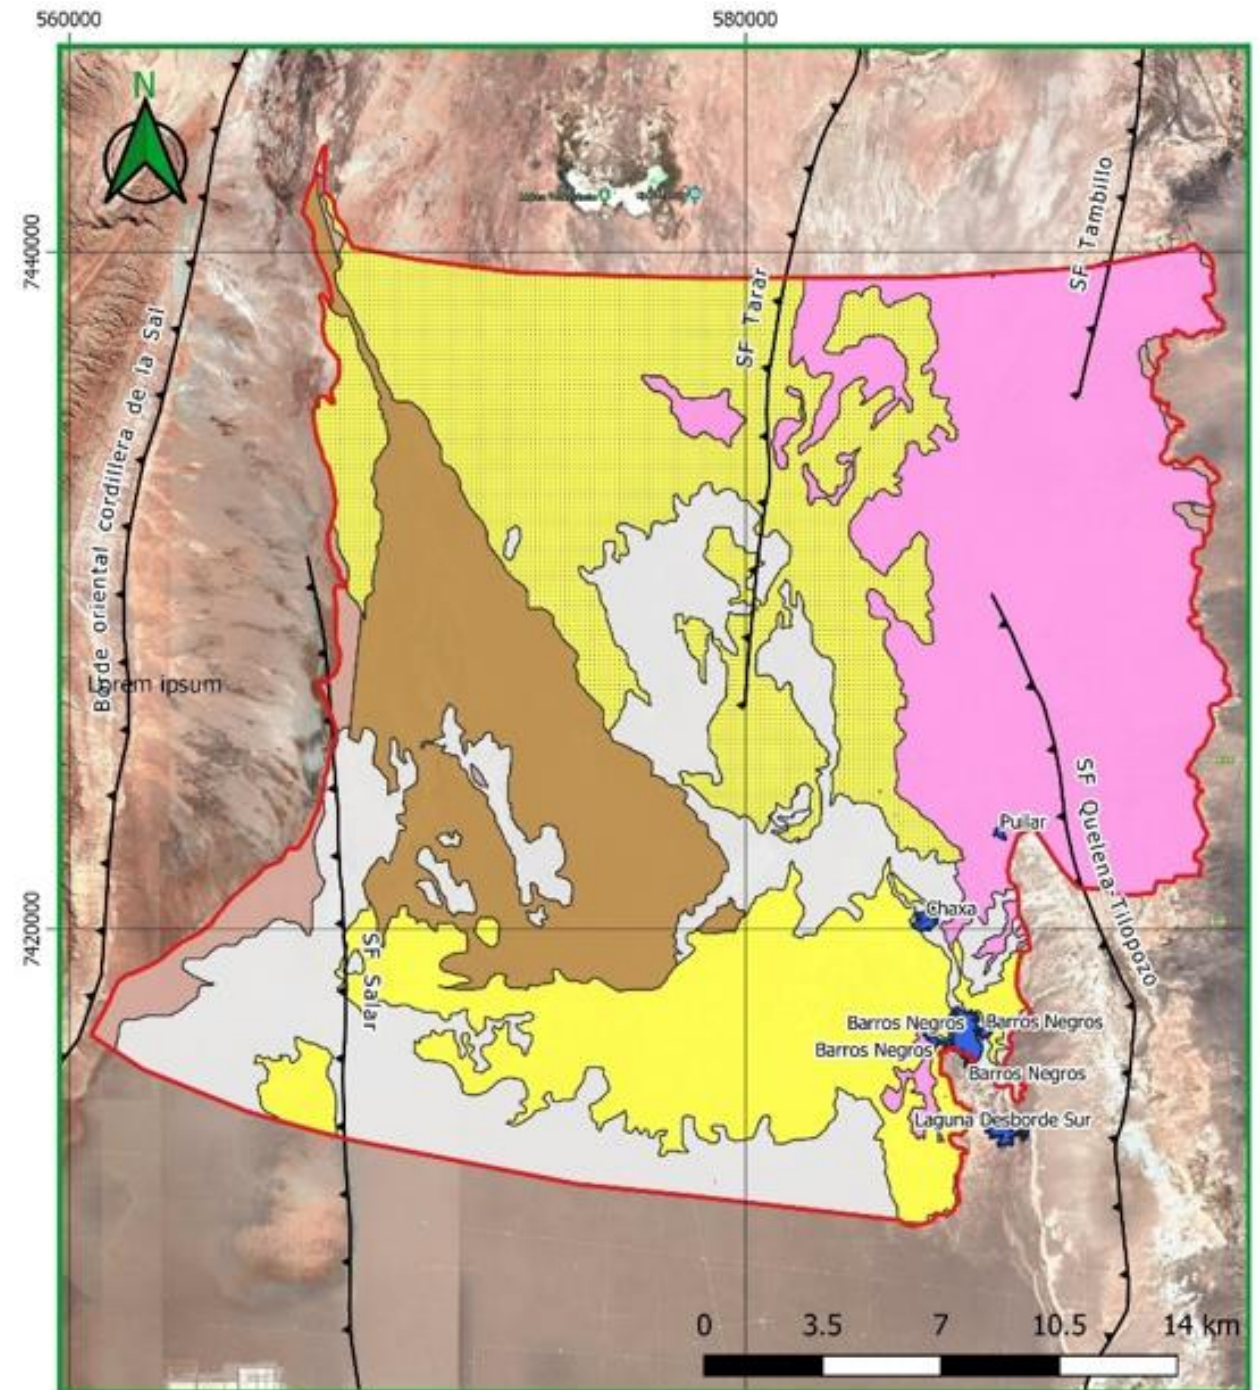 560000
580000
N
7440000
7420000
Borde oriental cordillera de la Sal
SF Tarar
SF Tambillo
Lorem ipsum
SF Quelena-Tilopozo
Puilar
Chaxa
SF Salar
Barros Negros
Barros Negros
Barros Negros
Barros Negros
Laguna Desborde Sur
0
3.5
7
10.5
14 km